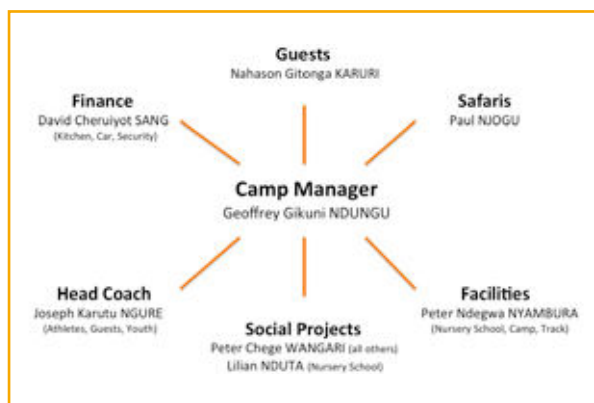 Guests
Nahason Gitonga KARURI
Finance
David Cheruiyot SANG
(Kitchen, Car, Security)
Safaris
Paul NJOGU
Camp Manager
Geoffrey Gikuni NDUNGU
Head Coach
Joseph Karutu NGURE
(Athletes, Guests, Youth)
Social Projects
Peter Chege WANGARI (all others)
Lilian NDUTA (Nursery School)
Facilities
Peter Ndegwa NYAMBURA
(Nursery School, Camp, Track)